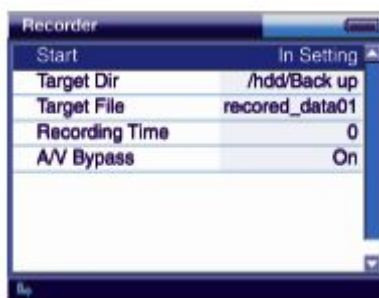 Recorder
Start In Setting
Target Dir /hdd/Back up
Target File recored_data01
Recording Time 0
A/V Bypass On